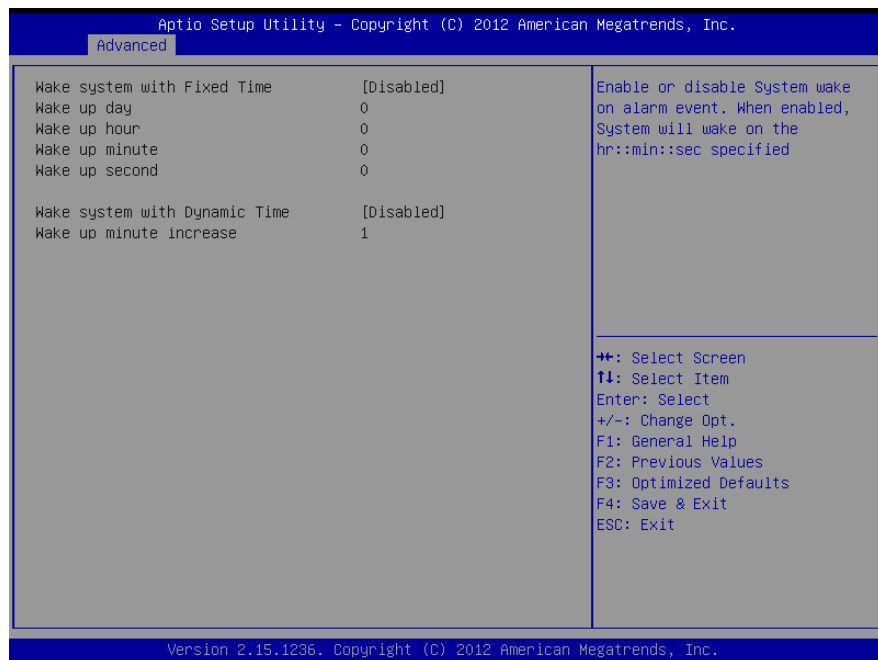 Aptio Setup Utility – Copyright (C) 2012 American Megatrends, Inc.
Advanced
Wake system with Fixed Time [Disabled]
Wake up day 0
Wake up hour 0
Wake up minute 0
Wake up second 0
Wake system with Dynamic Time [Disabled]
Wake up minute increase 1
Enable or disable System wake
on alarm event. When enabled,
System will wake on the
hr::min::sec specified
→←: Select Screen
↑↓: Select Item
Enter: Select
+/-: Change Opt.
F1: General Help
F2: Previous Values
F3: Optimized Defaults
F4: Save & Exit
ESC: Exit
Version 2.15.1236. Copyright (C) 2012 American Megatrends, Inc.